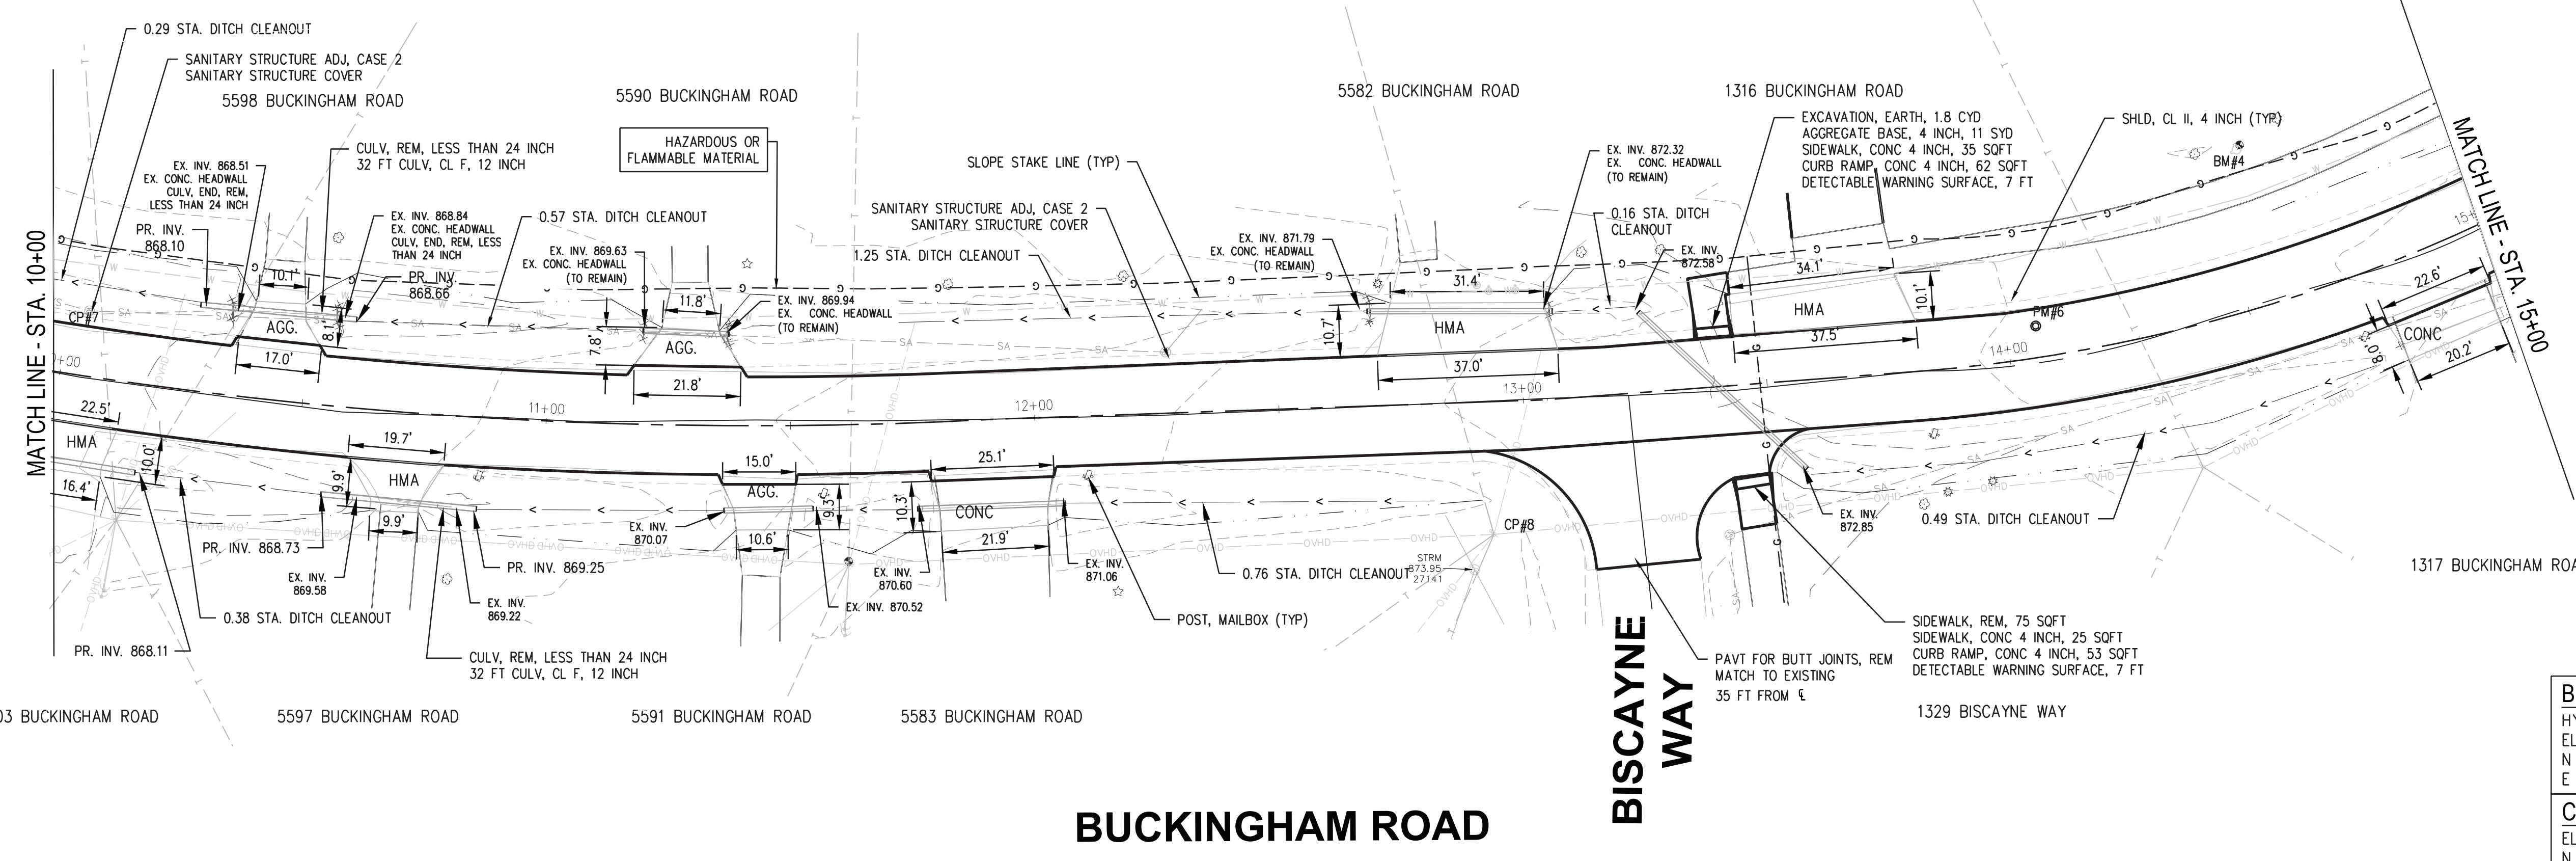 0.29 STA. DITCH CLEANOUT
SANITARY STRUCTURE ADJ, CASE 2
SANITARY STRUCTURE COVER
5598 BUCKINGHAM ROAD
5590 BUCKINGHAM ROAD
5582 BUCKINGHAM ROAD
1316 BUCKINGHAM ROAD
EX. INV. 868.51
EX. CONC. HEADWALL
CULV, END, REM,
LESS THAN 24 INCH
CULV, REM, LESS THAN 24 INCH
32 FT CULV, CL F, 12 INCH
HAZARDOUS OR
FLAMMABLE MATERIAL
SLOPE STAKE LINE (TYP)
EX. INV. 872.32
EX. CONC. HEADWALL
(TO REMAIN)
EXCAVATION, EARTH, 1.8 CYD
AGGREGATE BASE, 4 INCH, 11 SYD
SIDEWALK, CONC 4 INCH, 35 SQFT
CURB RAMP, CONC 4 INCH, 62 SQFT
DETECTABLE WARNING SURFACE, 7 FT
SHLD, CL II, 4 INCH (TYP)
BM#4
MATCH LINE - STA. 15+00
PR. INV.
868.10
EX. INV. 868.84
EX. CONC. HEADWALL
CULV, END, REM, LESS
THAN 24 INCH
0.57 STA. DITCH CLEANOUT
SANITARY STRUCTURE ADJ, CASE 2
SANITARY STRUCTURE COVER
0.16 STA. DITCH
CLEANOUT
MATCH LINE - STA. 10+00
10.1'
PR. INV.
868.66
EX. INV. 869.63
EX. CONC. HEADWALL
(TO REMAIN)
1.25 STA. DITCH CLEANOUT
EX. INV. 871.79
EX. CONC. HEADWALL
(TO REMAIN)
EX. INV.
872.58
11.8'
EX. INV. 869.94
EX. CONC. HEADWALL
(TO REMAIN)
31.4'
34.1'
10.1'
22.6'
CP#7
AGG.
8.1'
7.8'
AGG.
10.7'
HMA
HMA
PM#6
CONC
8.0'
20.2'
17.0'
21.8'
37.0'
37.5'
0+00
11+00
12+00
13+00
14+00
15+
22.5'
HMA
10.0'
16.4'
19.7'
HMA
9.9'
9.9'
15.0'
AGG.
9.3'
10.6'
25.1'
10.3'
CONC
21.9'
PR. INV. 868.73
EX. INV.
869.58
PR. INV. 869.25
EX. INV.
869.22
EX. INV.
870.07
EX. INV.
870.60
EX. INV. 870.52
EX. INV.
871.06
CP#8
STRM
873.95
27141
EX. INV.
872.85
0.49 STA. DITCH CLEANOUT
1317 BUCKINGHAM ROA
0.38 STA. DITCH CLEANOUT
0.76 STA. DITCH CLEANOUT
POST, MAILBOX (TYP)
PR. INV. 868.11
CULV, REM, LESS THAN 24 INCH
32 FT CULV, CL F, 12 INCH
PAVT FOR BUTT JOINTS, REM
MATCH TO EXISTING
35 FT FROM ℄
SIDEWALK, REM, 75 SQFT
SIDEWALK, CONC 4 INCH, 25 SQFT
CURB RAMP, CONC 4 INCH, 53 SQFT
DETECTABLE WARNING SURFACE, 7 FT
03 BUCKINGHAM ROAD
5597 BUCKINGHAM ROAD
5591 BUCKINGHAM ROAD
5583 BUCKINGHAM ROAD
1329 BISCAYNE WAY
BISCAYNE
WAY
BUCKINGHAM ROAD
B
HY
EL
N
E
C
EL
N